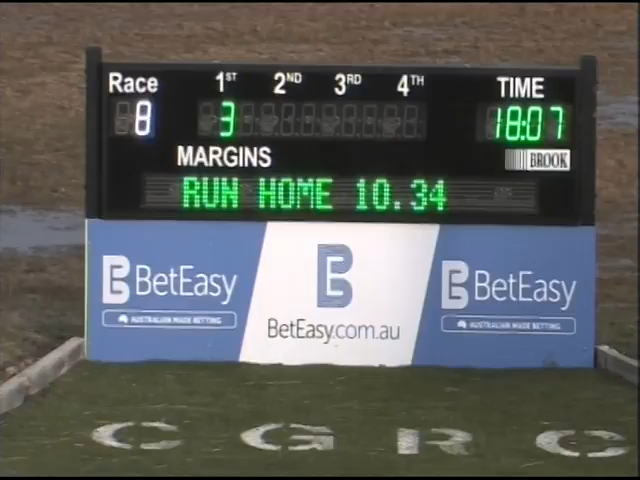 Race 1ST 2ND 3RD 4TH TIME
8 3 18:07
MARGINS BROOK
RUN HOME 10.34
BetEasy BetEasy
AUSTRALIAN MADE BETTING BetEasy.com.au AUSTRALIAN MADE BETTING
C G R C